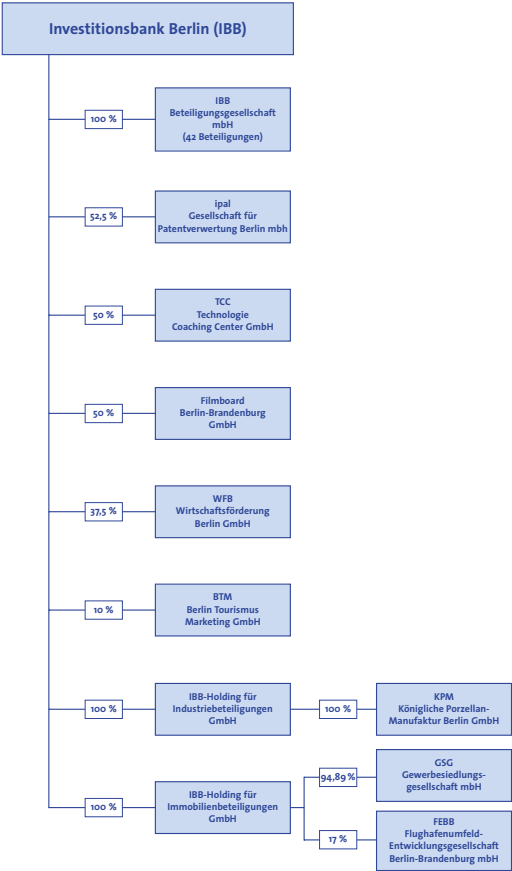 Investitionsbank Berlin (IBB)
100 %
IBB
Beteiligungsgesellschaft
mbH
(42 Beteiligungen)
52,5 %
ipal
Gesellschaft für
Patentverwertung Berlin mbh
50 %
TCC
Technologie
Coaching Center GmbH
50 %
Filmboard
Berlin-Brandenburg
GmbH
37,5 %
WFB
Wirtschaftsförderung
Berlin GmbH
10 %
BTM
Berlin Tourismus
Marketing GmbH
100 %
IBB-Holding für
Industriebeteiligungen
GmbH
100 %
KPM
Königliche Porzellan-
Manufaktur Berlin GmbH
100 %
IBB-Holding für
Immobilienbeteiligungen
GmbH
94,89 %
GSG
Gewerbesiedlungs-
gesellschaft mbH
17 %
FEBB
Flughafenumfeld-
Entwicklungsgesellschaft
Berlin-Brandenburg mbH